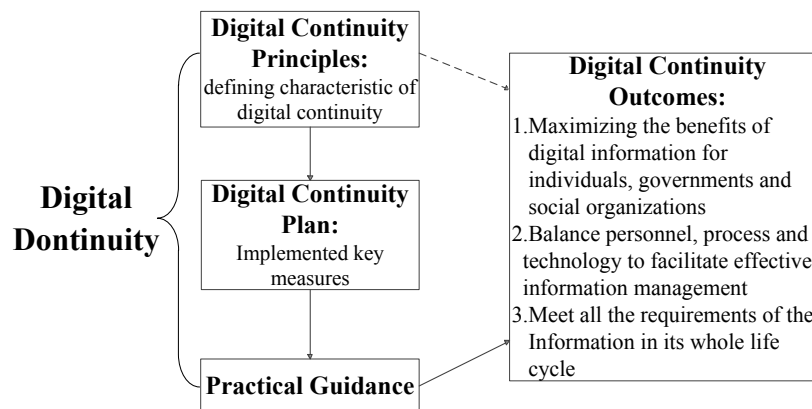 Digital
Dontinuity
Digital Continuity
Principles:
defining characteristic of
digital continuity
Digital Continuity
Plan:
Implemented key
measures
Practical Guidance
Digital Continuity
Outcomes:
1.Maximizing the benefits of
digital information for
individuals, governments and
social organizations
2.Balance personnel, process and
technology to facilitate effective
information management
3.Meet all the requirements of the
Information in its whole life
cycle